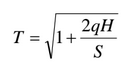 T = √(1 + 2qH/S)